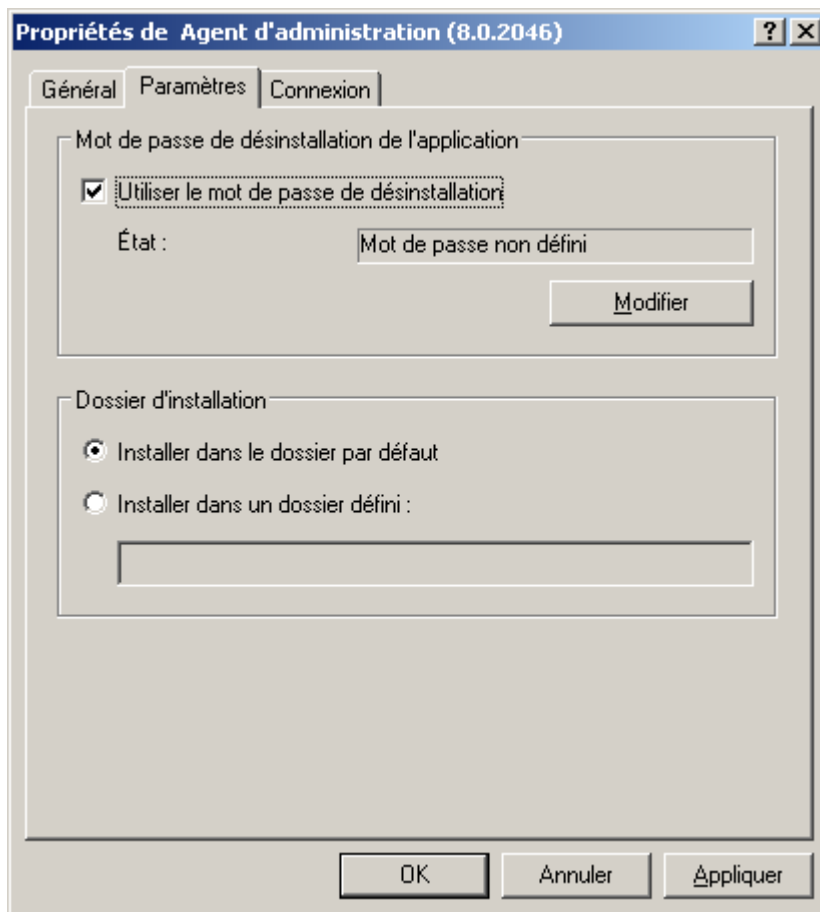 Propriétés de Agent d'administration (8.0.2046)
Général Paramètres Connexion
Mot de passe de désinstallation de l'application
Utiliser le mot de passe de désinstallation
État : Mot de passe non défini
Modifier
Dossier d'installation
Installer dans le dossier par défaut
Installer dans un dossier défini :
OK Annuler Appliquer